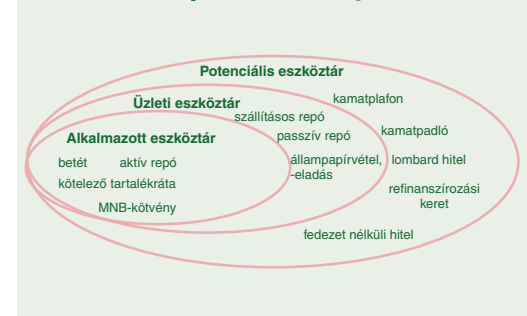 Potenciális eszköztár
kamatplafon
Üzleti eszköztár
szállításos repó
kamatpadló
Alkalmazott eszköztár
passzív repó
betét aktív repó
állampapírvétel,
-eladás
lombard hitel
kötelező tartalékráta
refinanszírozási
keret
MNB-kötvény
fedezet nélküli hitel